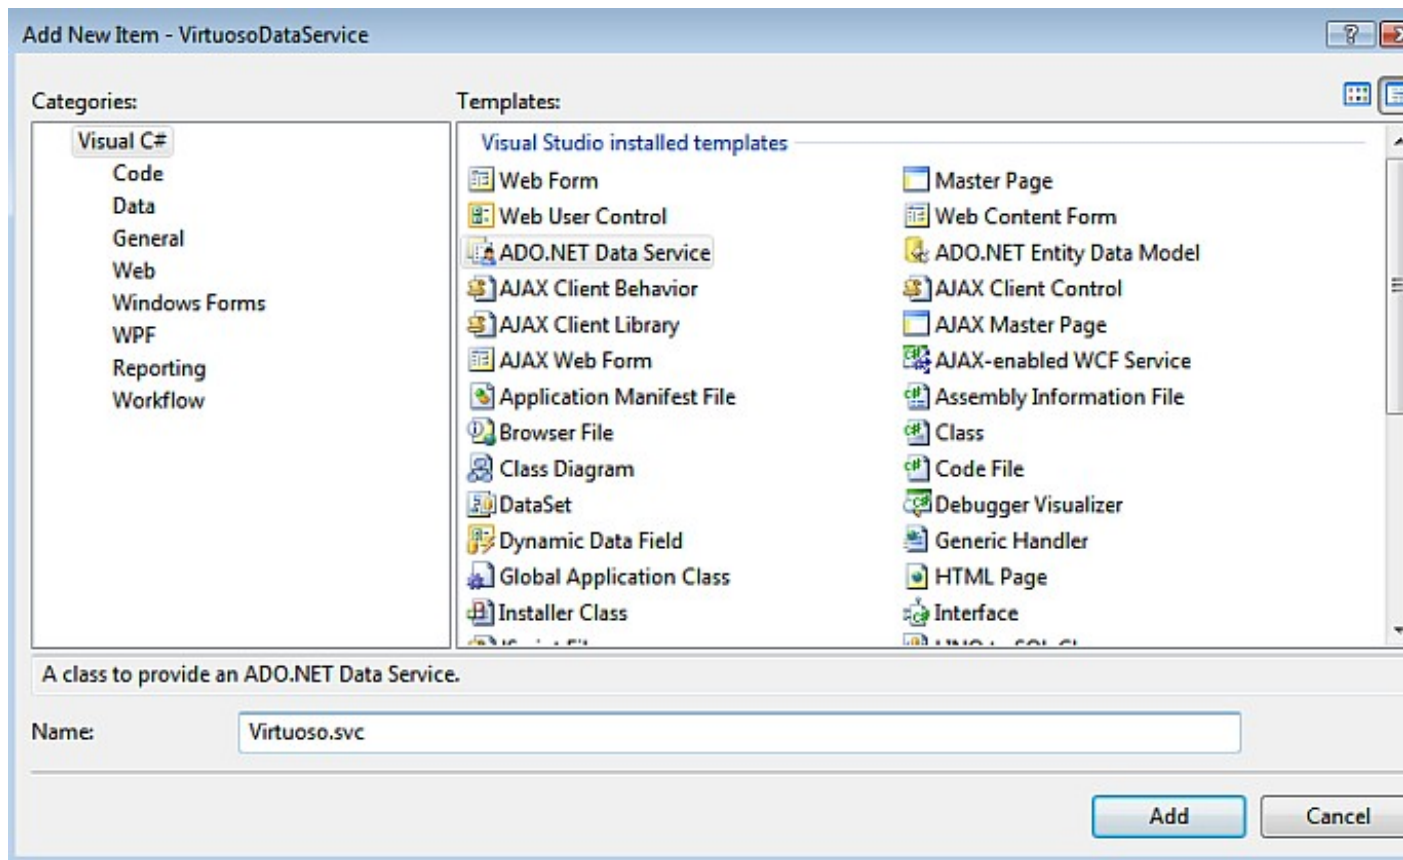 Add New Item - VirtuosoDataService
Categories:
Templates:
Visual C#
Code
Data
General
Web
Windows Forms
WPF
Reporting
Workflow
Visual Studio installed templates
Web Form
Master Page
Web User Control
Web Content Form
ADO.NET Data Service
ADO.NET Entity Data Model
AJAX Client Behavior
AJAX Client Control
AJAX Client Library
AJAX Master Page
AJAX Web Form
AJAX-enabled WCF Service
Application Manifest File
Assembly Information File
Browser File
Class
Class Diagram
Code File
DataSet
Debugger Visualizer
Dynamic Data Field
Generic Handler
Global Application Class
HTML Page
Installer Class
Interface
A class to provide an ADO.NET Data Service.
Name:
Virtuoso.svc
Add
Cancel